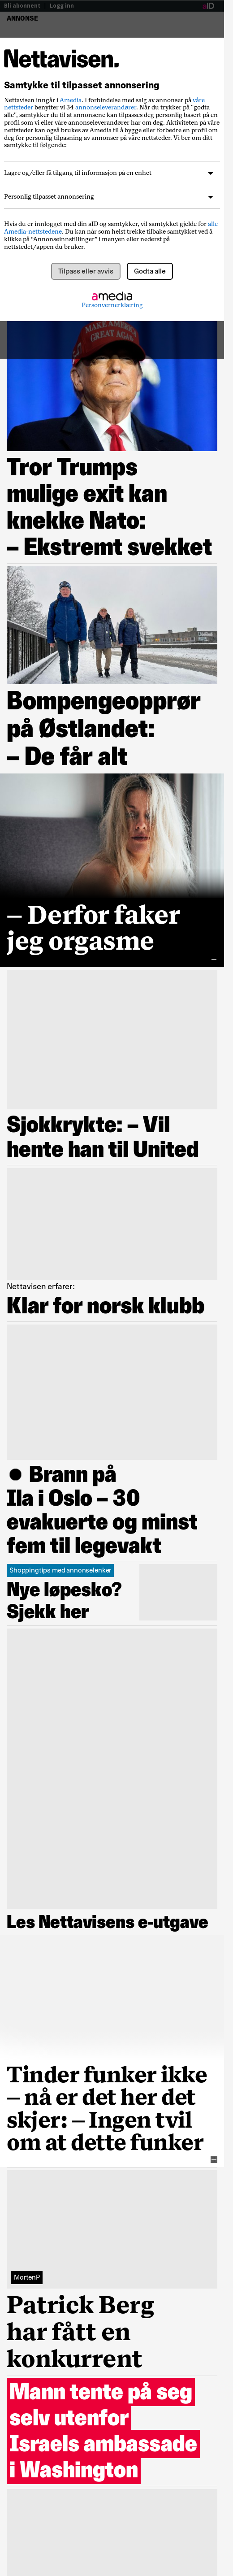 Bli abonnent | Logg inn
aID
ANNONSE
Nettavisen.
Samtykke til tilpasset annonsering
Nettavisen inngår i Amedia. I forbindelse med salg av annonser på våre
nettsteder benytter vi 34 annonseleverandører. Når du trykker på "godta
alle", samtykker du til at annonsene kan tilpasses deg personlig basert på en
profil som vi eller våre annonseleverandører har om deg. Aktiviteten på våre
nettsteder kan også brukes av Amedia til å bygge eller forbedre en profil om
deg for personlig tilpasning av annonser på våre nettsteder. Vi ber om ditt
samtykke til følgende:
Lagre og/eller få tilgang til informasjon på en enhet
Personlig tilpasset annonsering
Hvis du er innlogget med din aID og samtykker, vil samtykket gjelde for alle
Amedia-nettstedene. Du kan når som helst trekke tilbake samtykket ved å
klikke på "Annonseinnstillinger" i menyen eller nederst på
nettstedet/appen du bruker.
Tilpass eller avvis
Godta alle
amedia
Personvernerklæring
MAKE AMERICA
GREAT AGAIN
Tror Trumps
mulige exit kan
knekke Nato:
– Ekstremt svekket
Bompengeopprør
på Østlandet:
– De får alt
– Derfor faker
jeg orgasme
Sjokkrykte: – Vil
hente han til United
Nettavisen erfarer:
Klar for norsk klubb
● Brann på
Ila i Oslo – 30
evakuerte og minst
fem til legevakt
Shoppingtips med annonselenker
Nye løpesko?
Sjekk her
Les Nettavisens e-utgave
Tinder funker ikke
– nå er det her det
skjer: – Ingen tvil
om at dette funker
MortenP
Patrick Berg
har fått en
konkurrent
Mann tente på seg
selv utenfor
Israels ambassade
i Washington